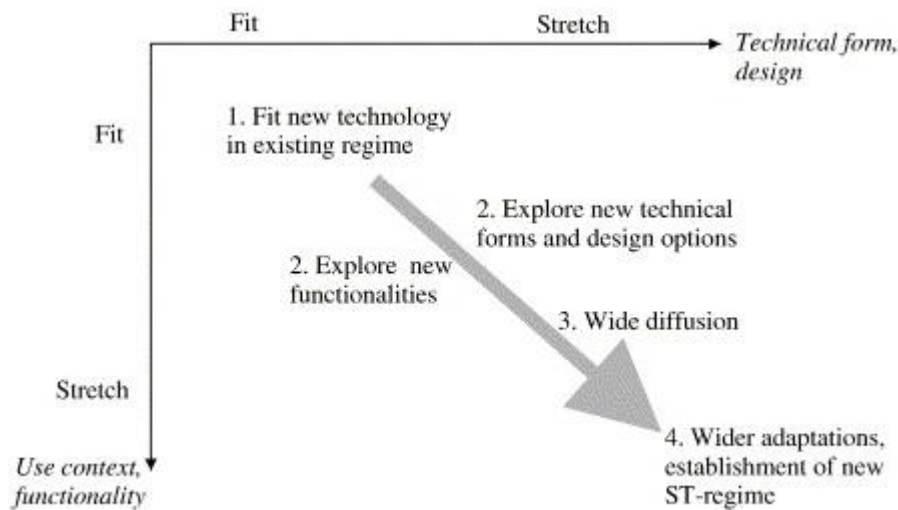 Fit
Stretch
Technical form,
design
Fit
1. Fit new technology
in existing regime
2. Explore new technical
forms and design options
2. Explore new
functionalities
3. Wide diffusion
Stretch
4. Wider adaptations,
establishment of new
ST-regime
Use context,
functionality